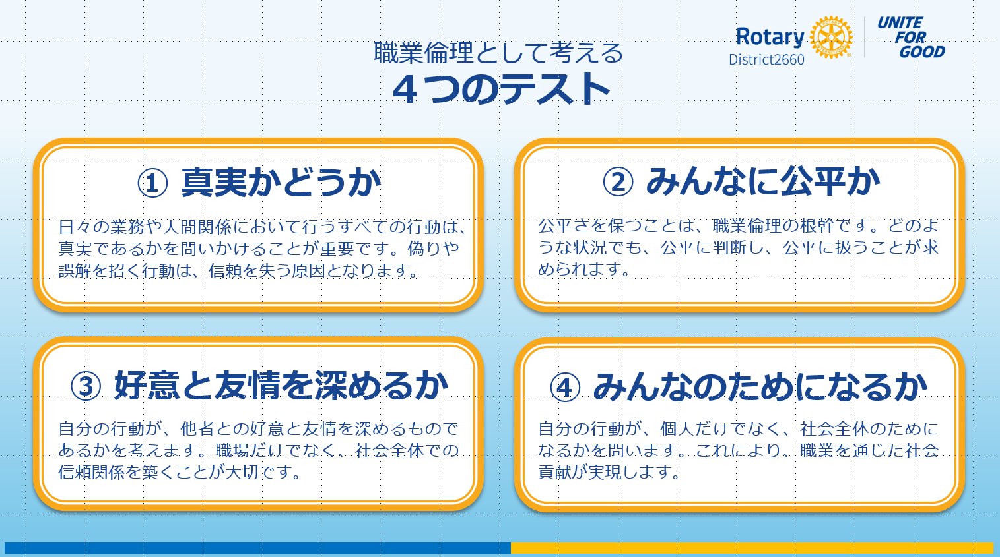 Rotary
District2660
ROTARY
INTERNATIONAL
UNITE
FOR
GOOD
職業倫理として考える
４つのテスト
① 真実かどうか
日々の業務や人間関係において行うすべての行動は、
真実であるかを問いかけることが重要です。偽りや
誤解を招く行動は、信頼を失う原因となります。
② みんなに公平か
公平さを保つことは、職業倫理の根幹です。どのよ
うな状況でも、公平に判断し、公平に扱うことが求
められます。
③ 好意と友情を深めるか
自分の行動が、他者との好意と友情を深めるもので
あるかを考えます。職場だけでなく、社会全体での
信頼関係を築くことが大切です。
④ みんなのためになるか
自分の行動が、個人だけでなく、社会全体のために
なるかを問います。これにより、職業を通じた社会
貢献が実現します。